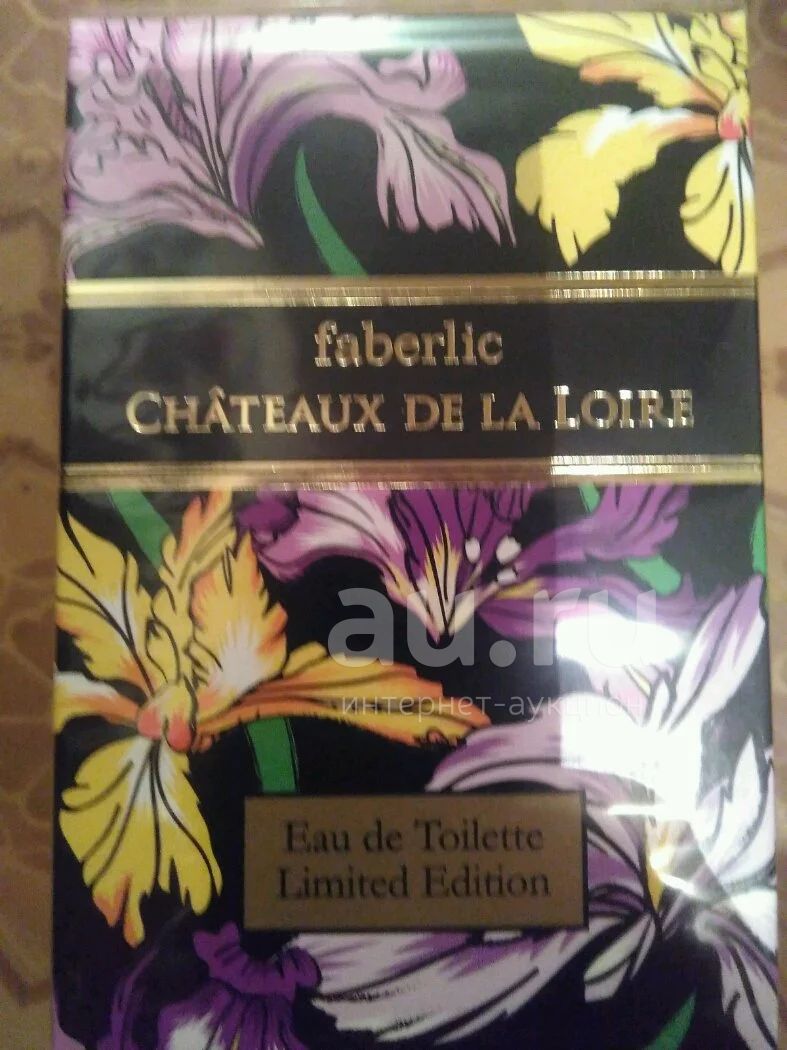 faberlic
CHÂTEAUX DE LA LOIRE
au.ru
интернет-аукцион
Eau de Toilette
Limited Edition